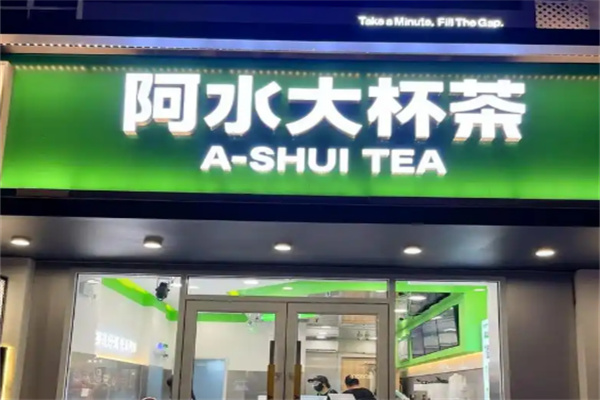 Take a Minute, Fill The Gap.
阿水大杯茶
A-SHUI TEA